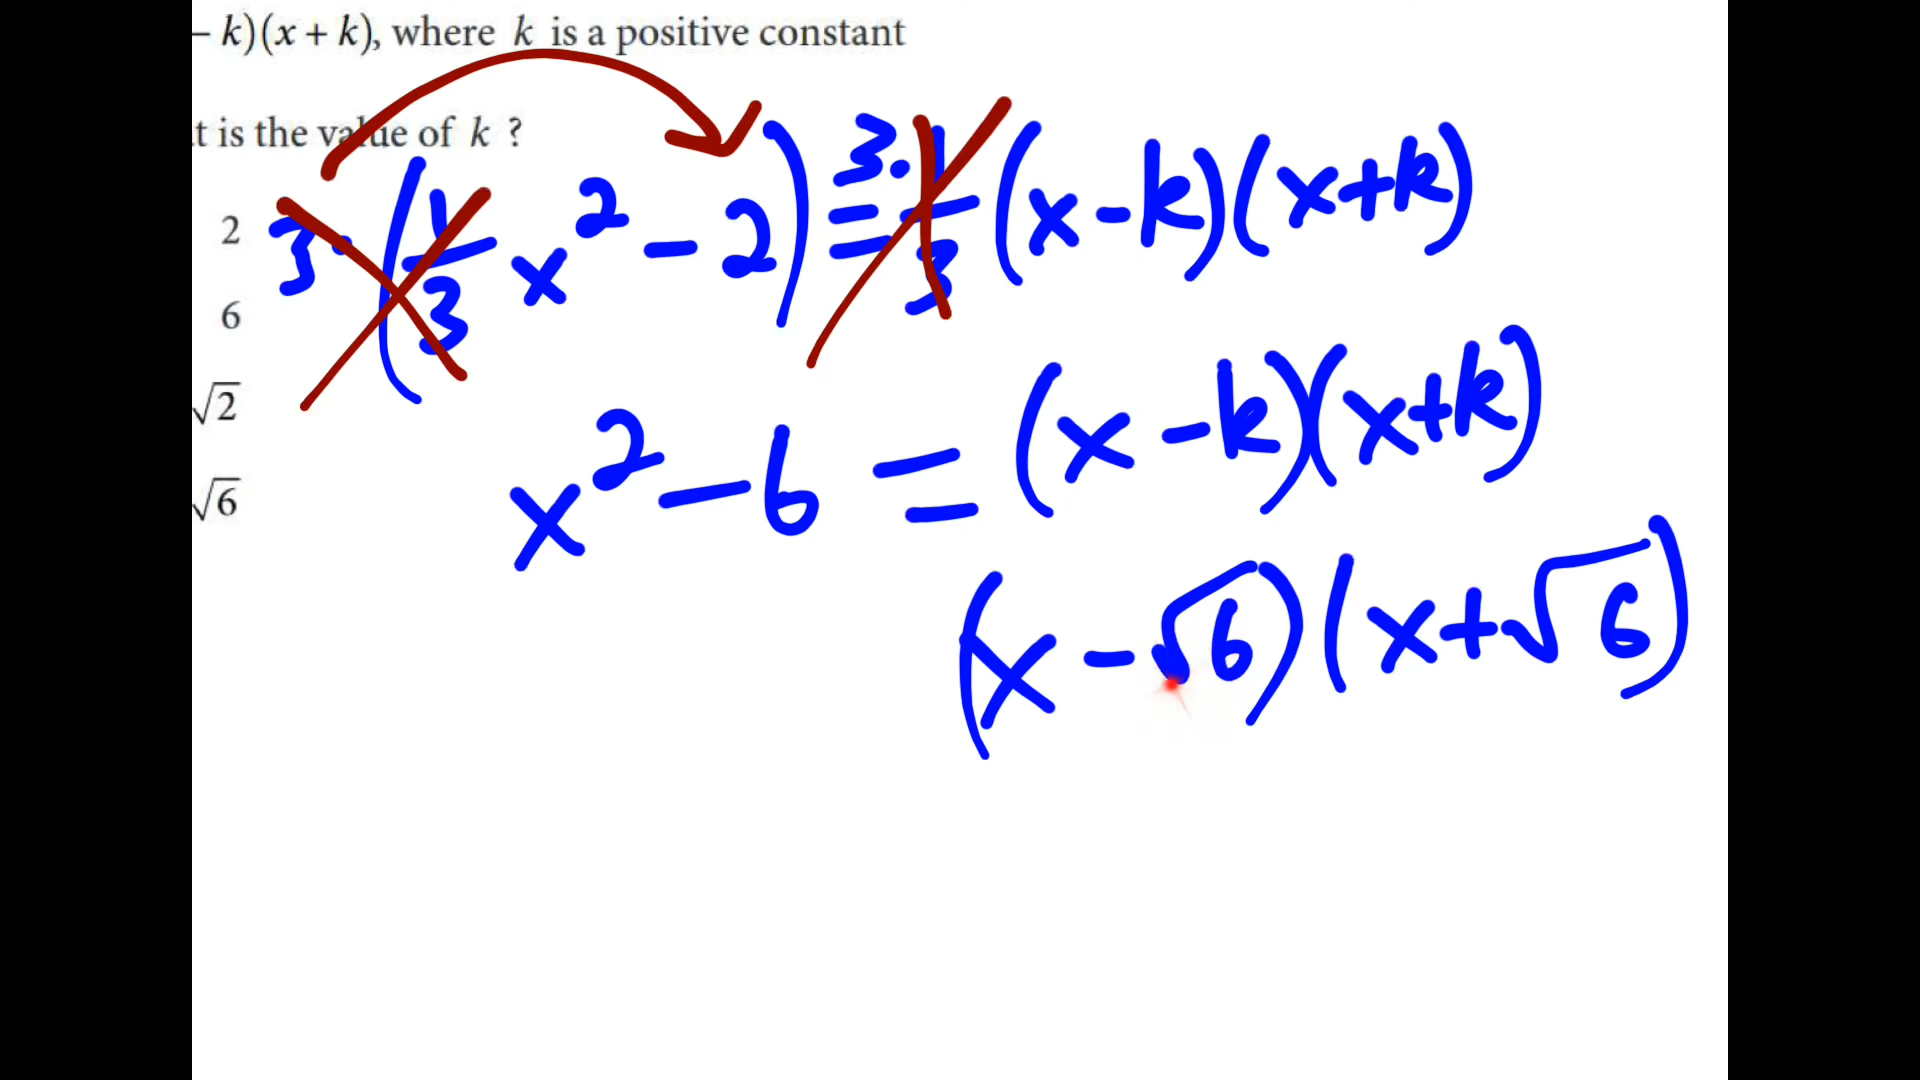 – k)(x + k), where k is a positive constant
t is the value of k ?
2
6
√2
√6
3·(1/3 x² – 2) = 3·1/3 (x – k)(x + k)
x² – 6 = (x – k)(x + k)
(x – √6)(x + √6)